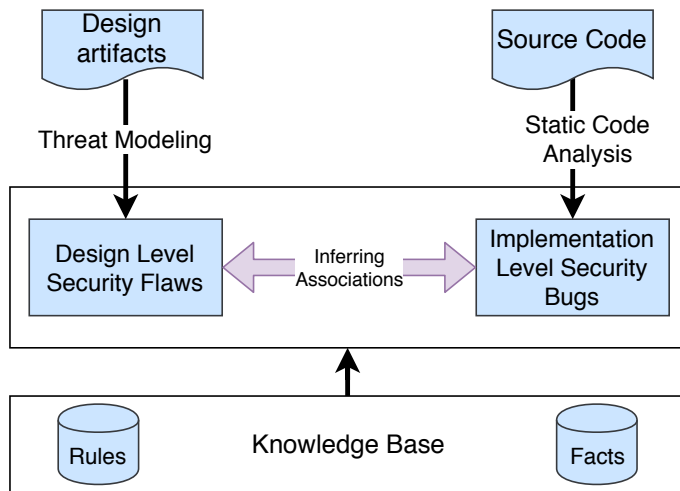 Design
artifacts
Source Code
Threat Modeling
Static Code
Analysis
Design Level
Security Flaws
Inferring
Associations
Implementation
Level Security
Bugs
Rules
Knowledge Base
Facts